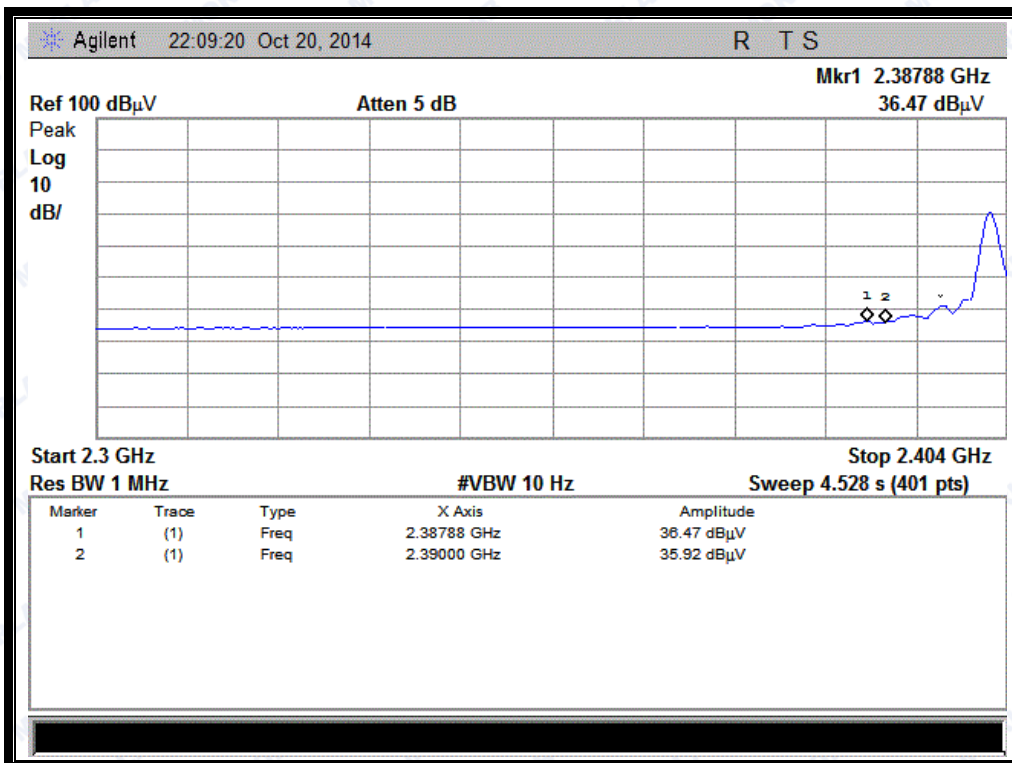 Agilent 22:09:20 Oct 20, 2014 R T S
Mkr1 2.38788 GHz
Ref 100 dBµV Atten 5 dB 36.47 dBµV
Peak
Log
10
dB/
1 2
Start 2.3 GHz Stop 2.404 GHz
Res BW 1 MHz #VBW 10 Hz Sweep 4.528 s (401 pts)
Marker Trace Type X Axis Amplitude
1 (1) Freq 2.38788 GHz 36.47 dBµV
2 (1) Freq 2.39000 GHz 35.92 dBµV